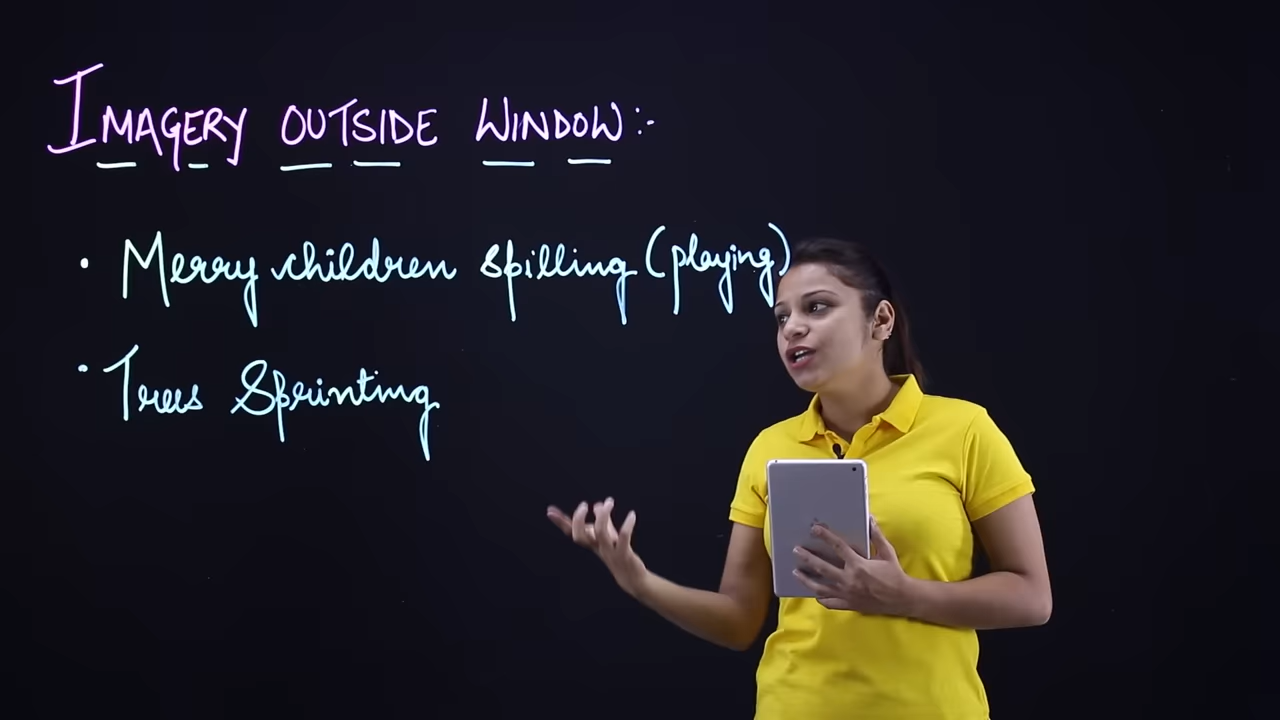 IMAGERY OUTSIDE WINDOW:-
• Merry children spilling (playing)
• Trees Sprinting